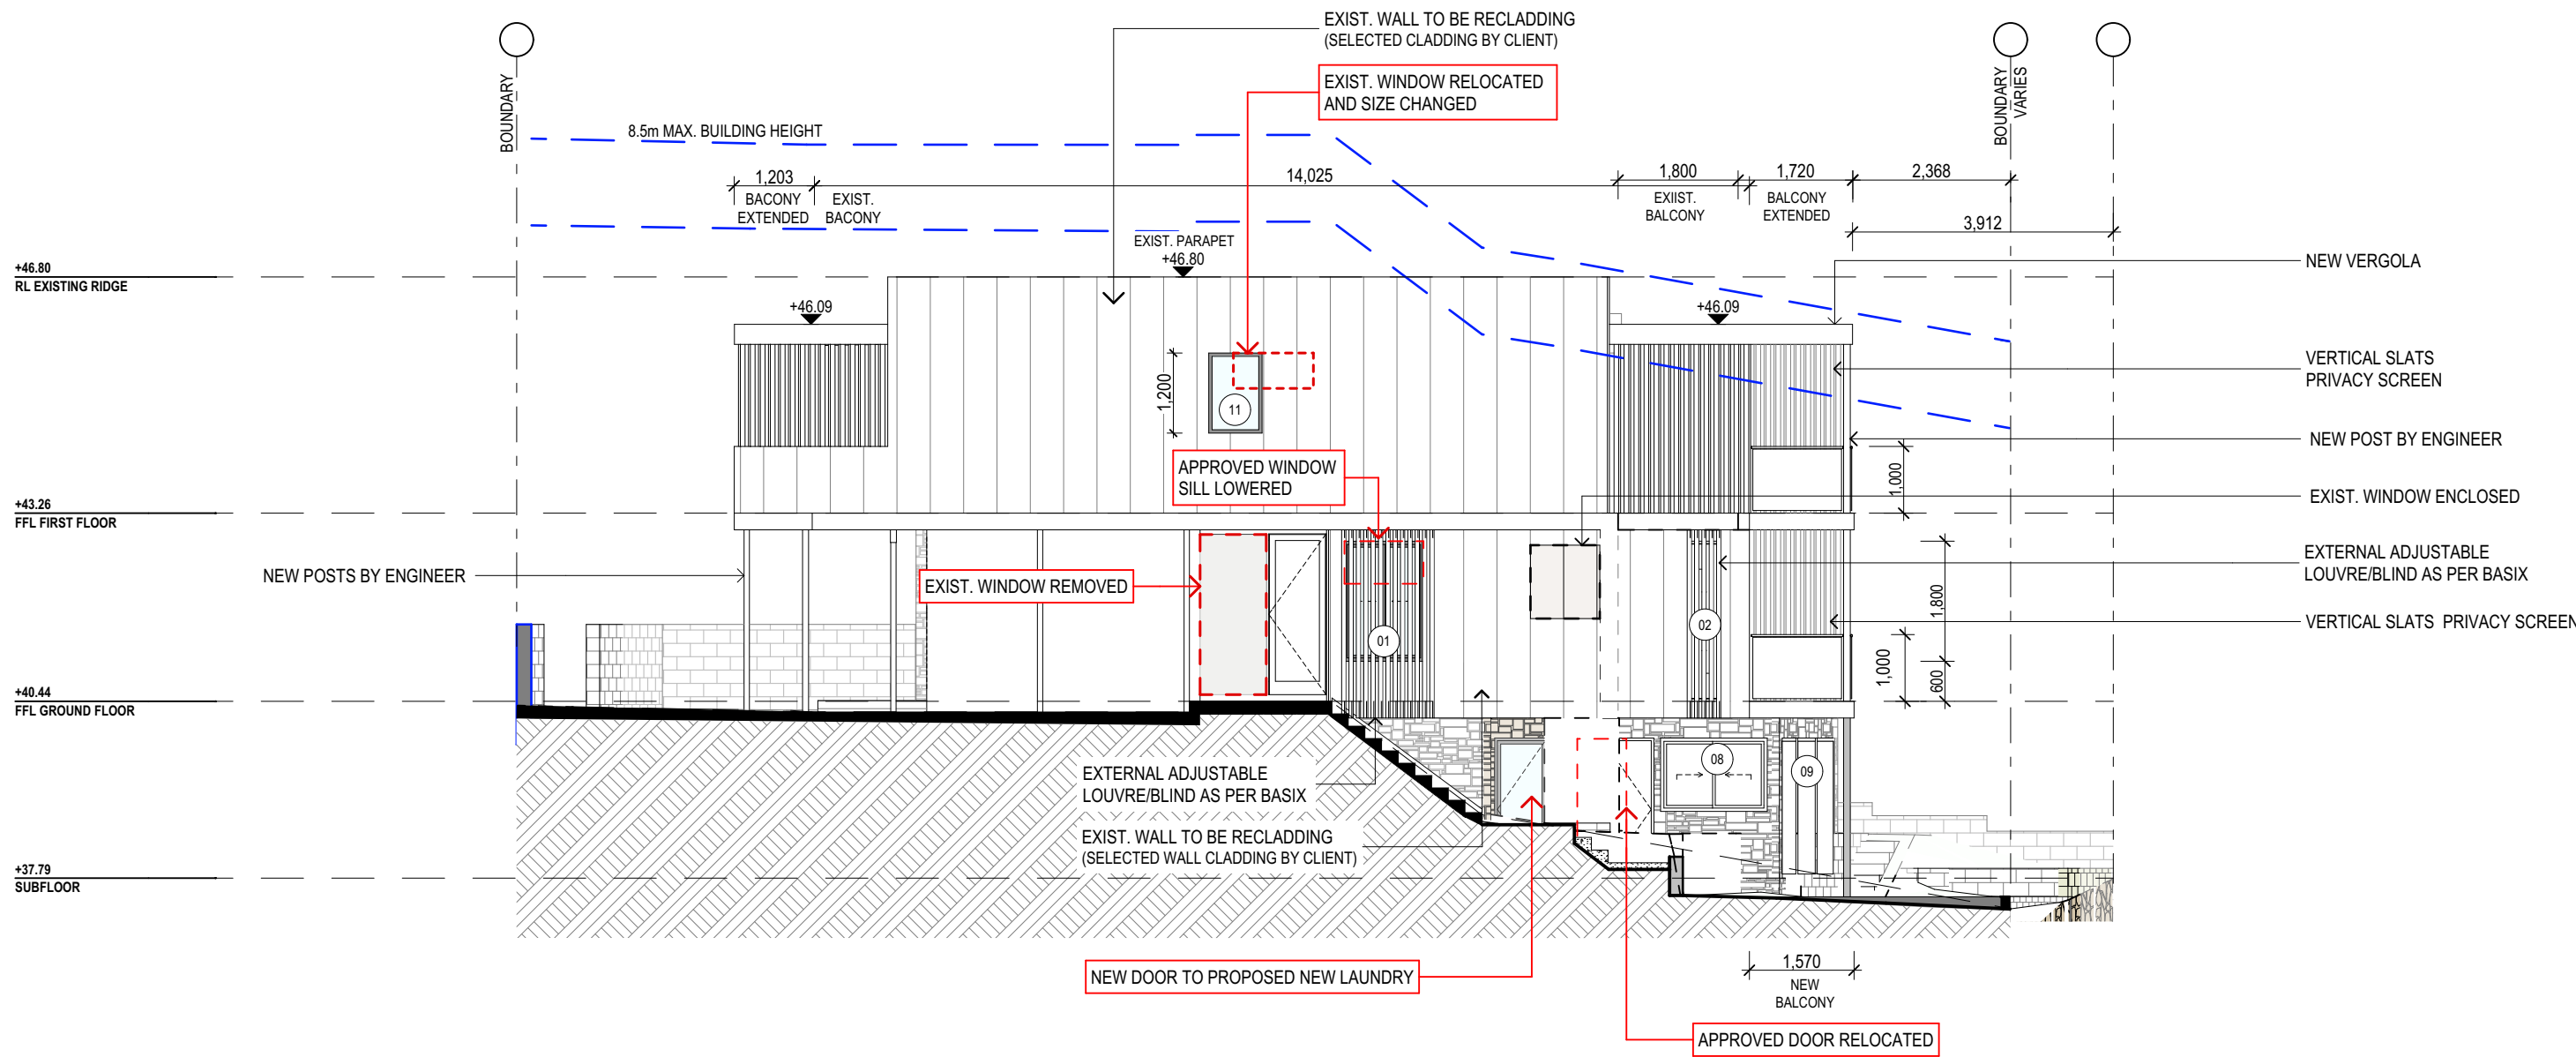 EXIST. WALL TO BE RECLADDING
(SELECTED CLADDING BY CLIENT)
EXIST. WINDOW RELOCATED
AND SIZE CHANGED
BOUNDARY
BOUNDARY
VARIES
8.5m MAX. BUILDING HEIGHT
1,203
14,025
1,800
1,720
2,368
BACONY
EXTENDED
EXIST.
BACONY
EXIIST.
BALCONY
BALCONY
EXTENDED
3,912
EXIST. PARAPET
+46.80
+46.80
RL EXISTING RIDGE
NEW VERGOLA
+46.09
+46.09
VERTICAL SLATS
PRIVACY SCREEN
1,200
11
NEW POST BY ENGINEER
APPROVED WINDOW
SILL LOWERED
1,000
EXIST. WINDOW ENCLOSED
+43.26
FFL FIRST FLOOR
EXTERNAL ADJUSTABLE
LOUVRE/BLIND AS PER BASIX
NEW POSTS BY ENGINEER
EXIST. WINDOW REMOVED
1,800
01
02
VERTICAL SLATS PRIVACY SCREEN
1,000
600
+40.44
FFL GROUND FLOOR
08
09
EXTERNAL ADJUSTABLE
LOUVRE/BLIND AS PER BASIX
EXIST. WALL TO BE RECLADDING
(SELECTED WALL CLADDING BY CLIENT)
+37.79
SUBFLOOR
NEW DOOR TO PROPOSED NEW LAUNDRY
1,570
NEW
BALCONY
APPROVED DOOR RELOCATED